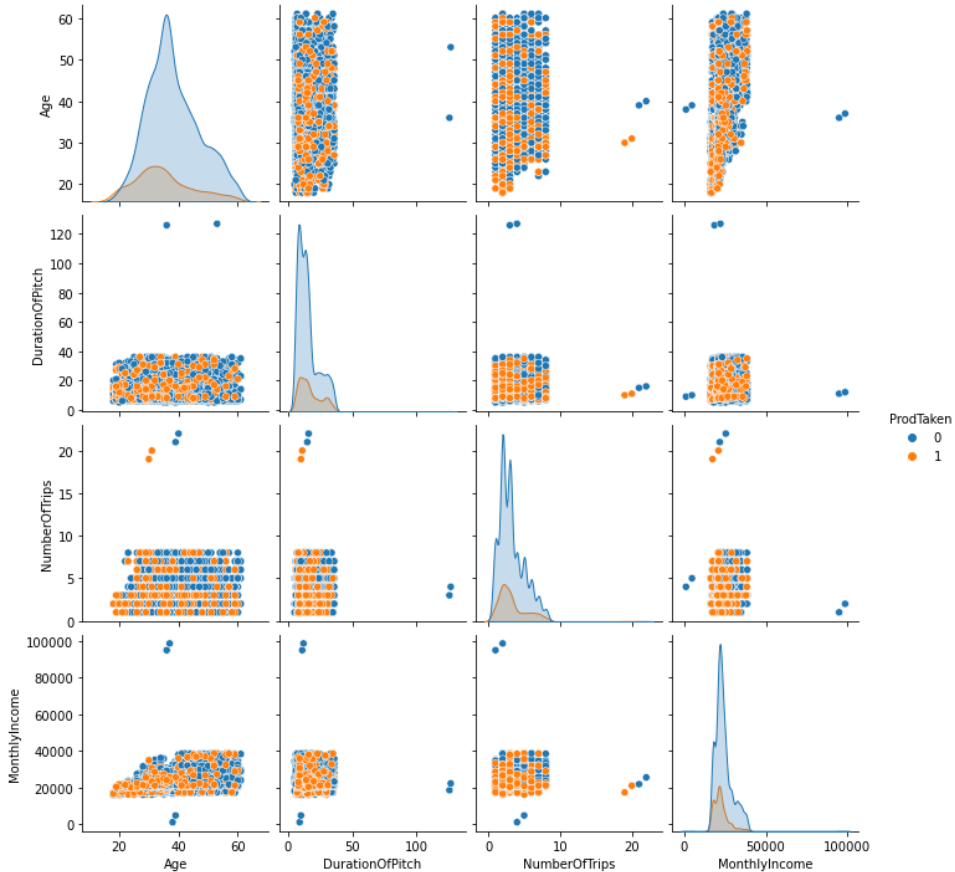 60
50
40
30
20
Age
120
100
80
60
40
20
0
DurationOfPitch
ProdTaken
0
1
20
15
10
5
0
NumberOfTrips
100000
80000
60000
40000
20000
0
MonthlyIncome
20 40 60
0 50 100
0 10 20
0 50000 100000
Age DurationOfPitch NumberOfTrips MonthlyIncome